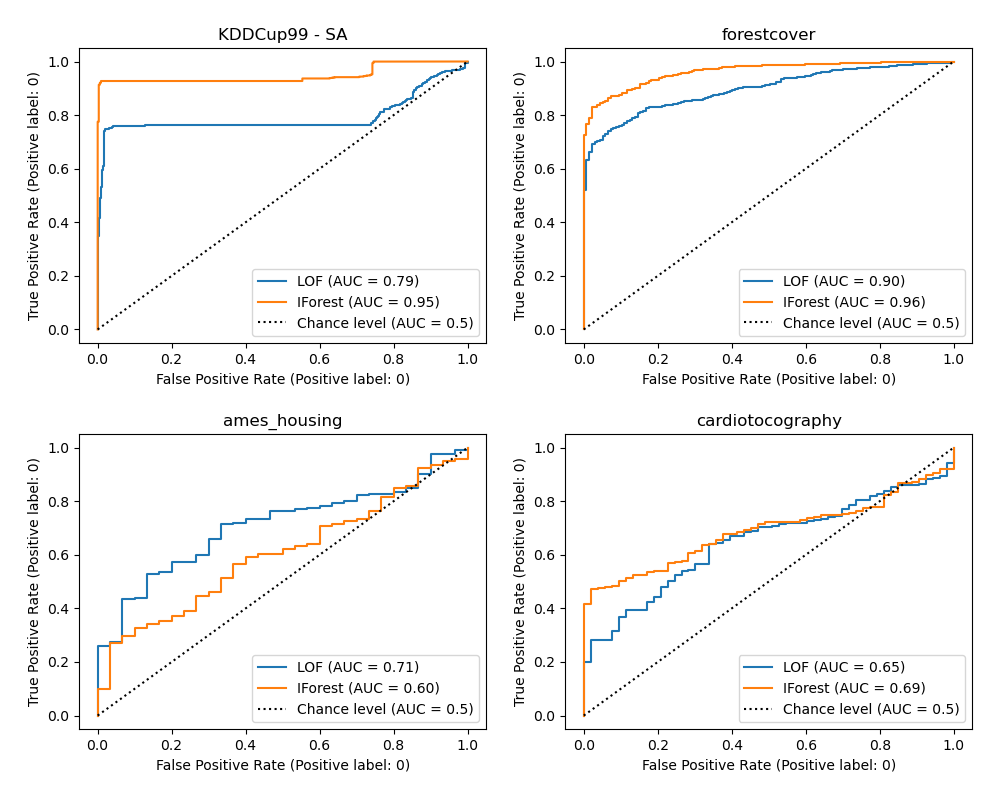 KDDCup99 - SA
1.0
0.8
0.6
0.4
0.2
0.0
True Positive Rate (Positive label: 0)
LOF (AUC = 0.79)
IForest (AUC = 0.95)
Chance level (AUC = 0.5)
0.0 0.2 0.4 0.6 0.8 1.0
False Positive Rate (Positive label: 0)
forestcover
1.0
0.8
0.6
0.4
0.2
0.0
True Positive Rate (Positive label: 0)
LOF (AUC = 0.90)
IForest (AUC = 0.96)
Chance level (AUC = 0.5)
0.0 0.2 0.4 0.6 0.8 1.0
False Positive Rate (Positive label: 0)
ames_housing
1.0
0.8
0.6
0.4
0.2
0.0
True Positive Rate (Positive label: 0)
LOF (AUC = 0.71)
IForest (AUC = 0.60)
Chance level (AUC = 0.5)
0.0 0.2 0.4 0.6 0.8 1.0
False Positive Rate (Positive label: 0)
cardiotocography
1.0
0.8
0.6
0.4
0.2
0.0
True Positive Rate (Positive label: 0)
LOF (AUC = 0.65)
IForest (AUC = 0.69)
Chance level (AUC = 0.5)
0.0 0.2 0.4 0.6 0.8 1.0
False Positive Rate (Positive label: 0)